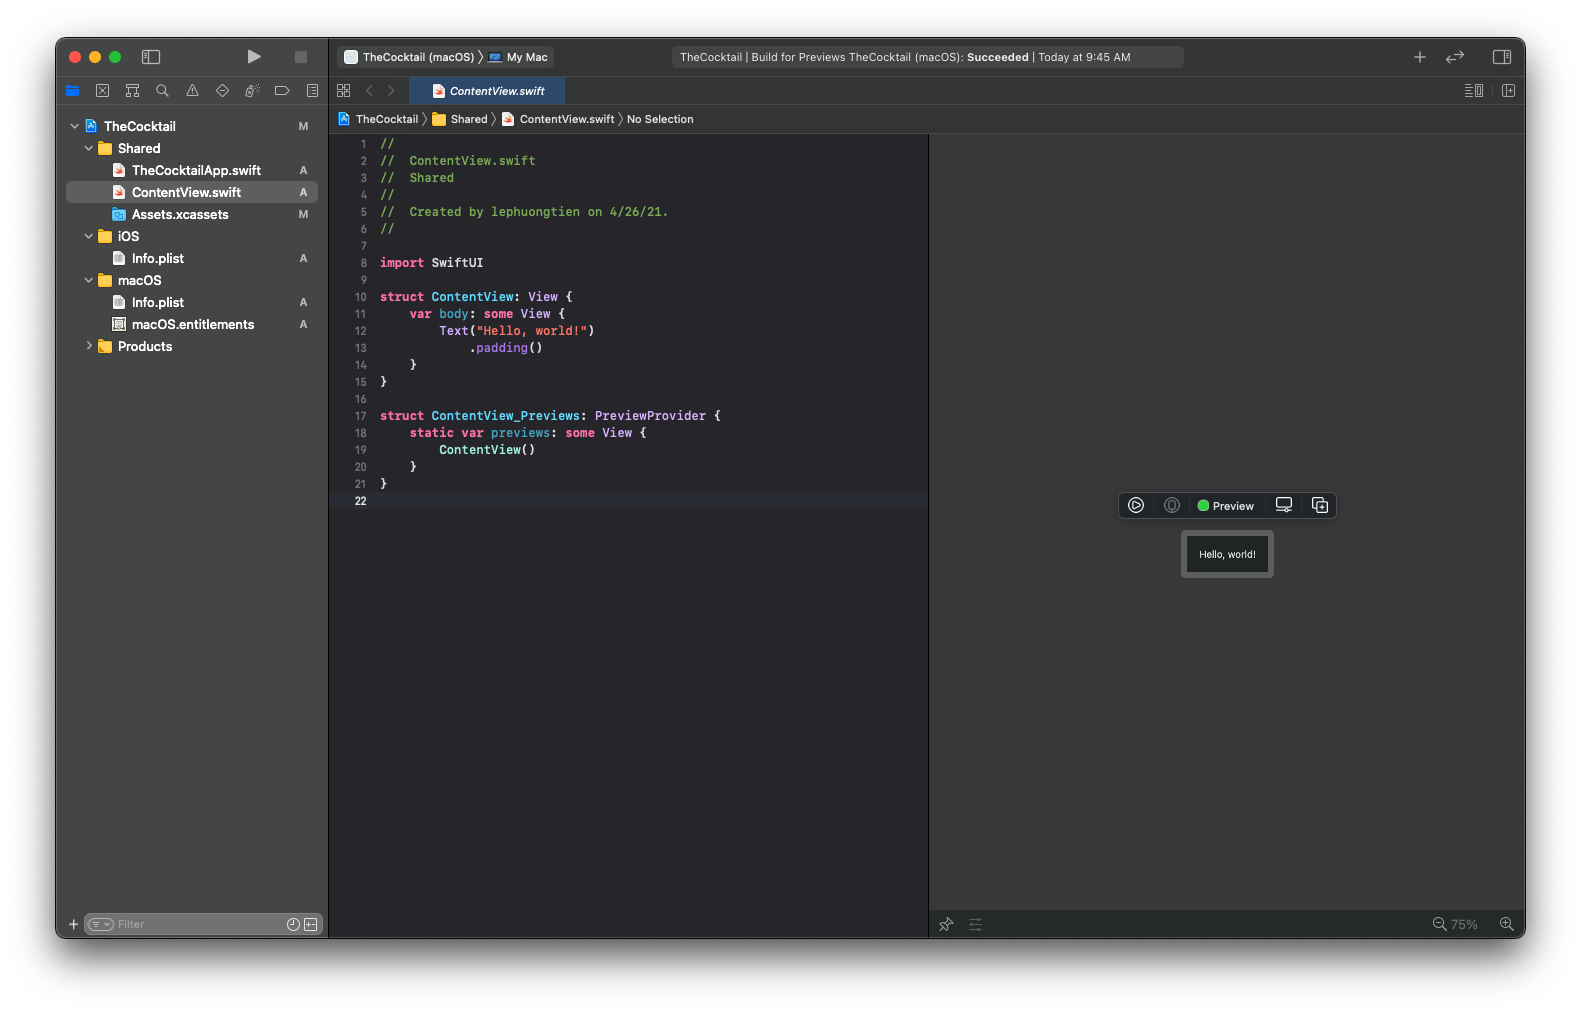 TheCocktail (macOS) 〉 My Mac
TheCocktail | Build for Previews TheCocktail (macOS): Succeeded | Today at 9:45 AM
ContentView.swift
TheCocktail 〉 Shared 〉 ContentView.swift 〉 No Selection
TheCocktail M
Shared
TheCocktailApp.swift A
ContentView.swift A
Assets.xcassets M
iOS
Info.plist A
macOS
Info.plist A
macOS.entitlements A
Products
Filter
1 //
2 //  ContentView.swift
3 //  Shared
4 //
5 //  Created by lephuongtien on 4/26/21.
6 //
7
8 import SwiftUI
9
10 struct ContentView: View {
11     var body: some View {
12         Text("Hello, world!")
13             .padding()
14     }
15 }
16
17 struct ContentView_Previews: PreviewProvider {
18     static var previews: some View {
19         ContentView()
20     }
21 }
22
Preview
Hello, world!
75%